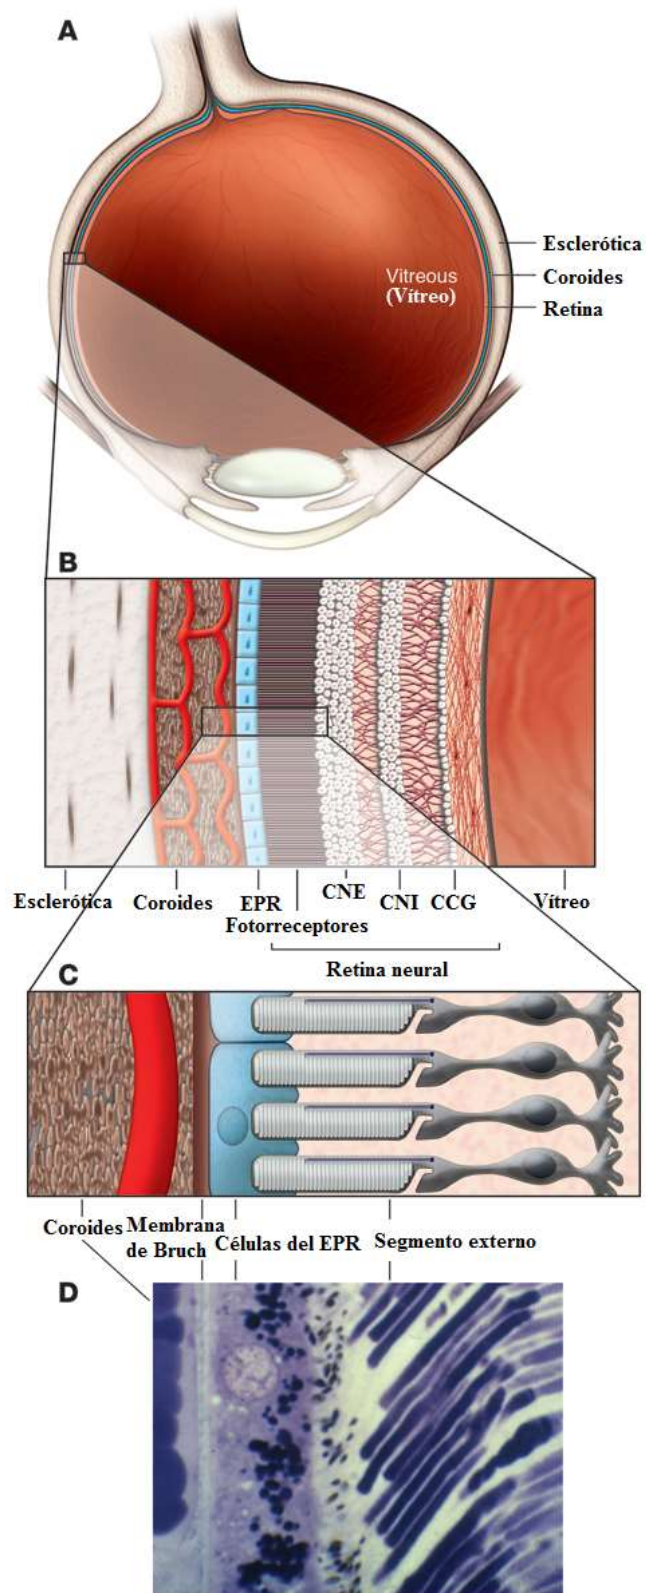 A
Esclerótica
Coroides
Vitreous
(Vítreo)
Retina
B
Esclerótica
Coroides
EPR
Fotorreceptores
CNE
CNI
CCG
Vítreo
Retina neural
C
Coroides
Membrana
de Bruch
Células del EPR
Segmento externo
D